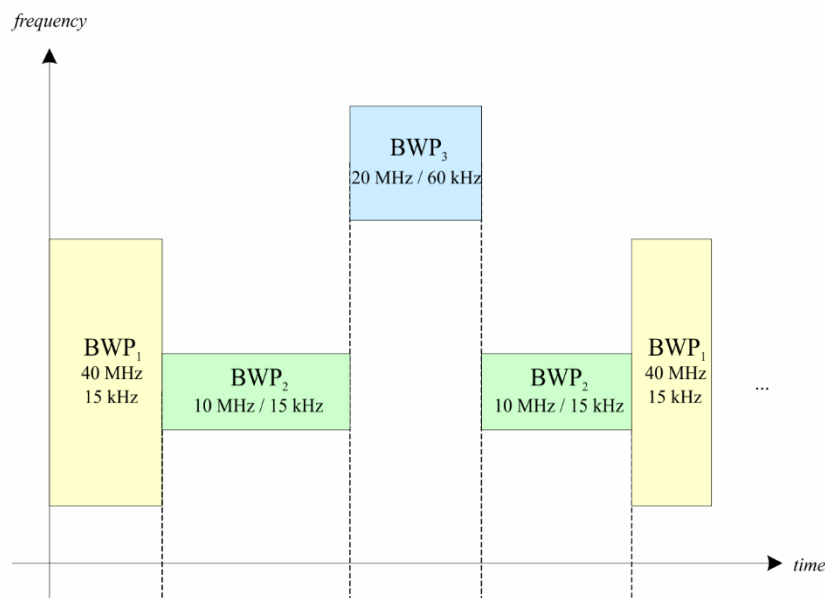 frequency
BWP₃
20 MHz / 60 kHz
BWP₁
40 MHz
15 kHz
BWP₂
10 MHz / 15 kHz
BWP₂
10 MHz / 15 kHz
BWP₁
40 MHz
15 kHz
...
time